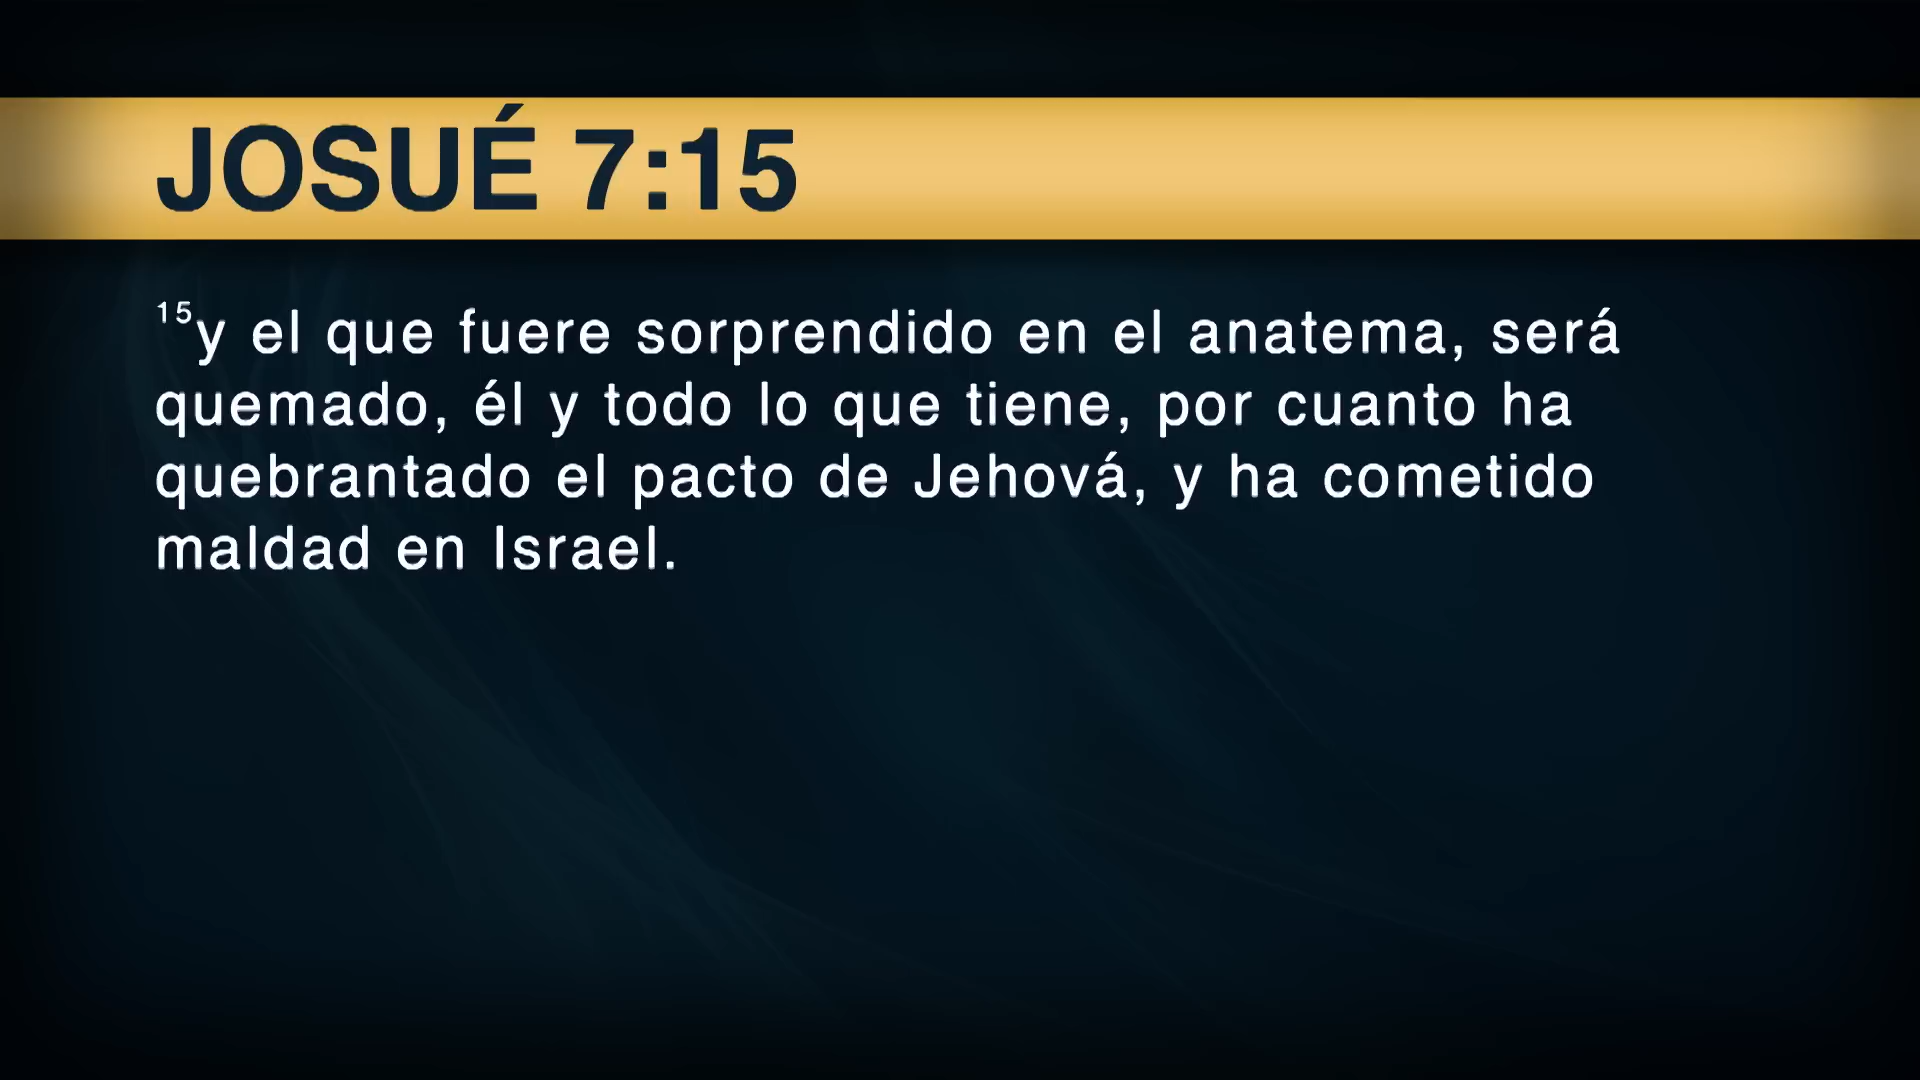 JOSUÉ 7:15
15y el que fuere sorprendido en el anatema, será
quemado, él y todo lo que tiene, por cuanto ha
quebrantado el pacto de Jehová, y ha cometido
maldad en Israel.